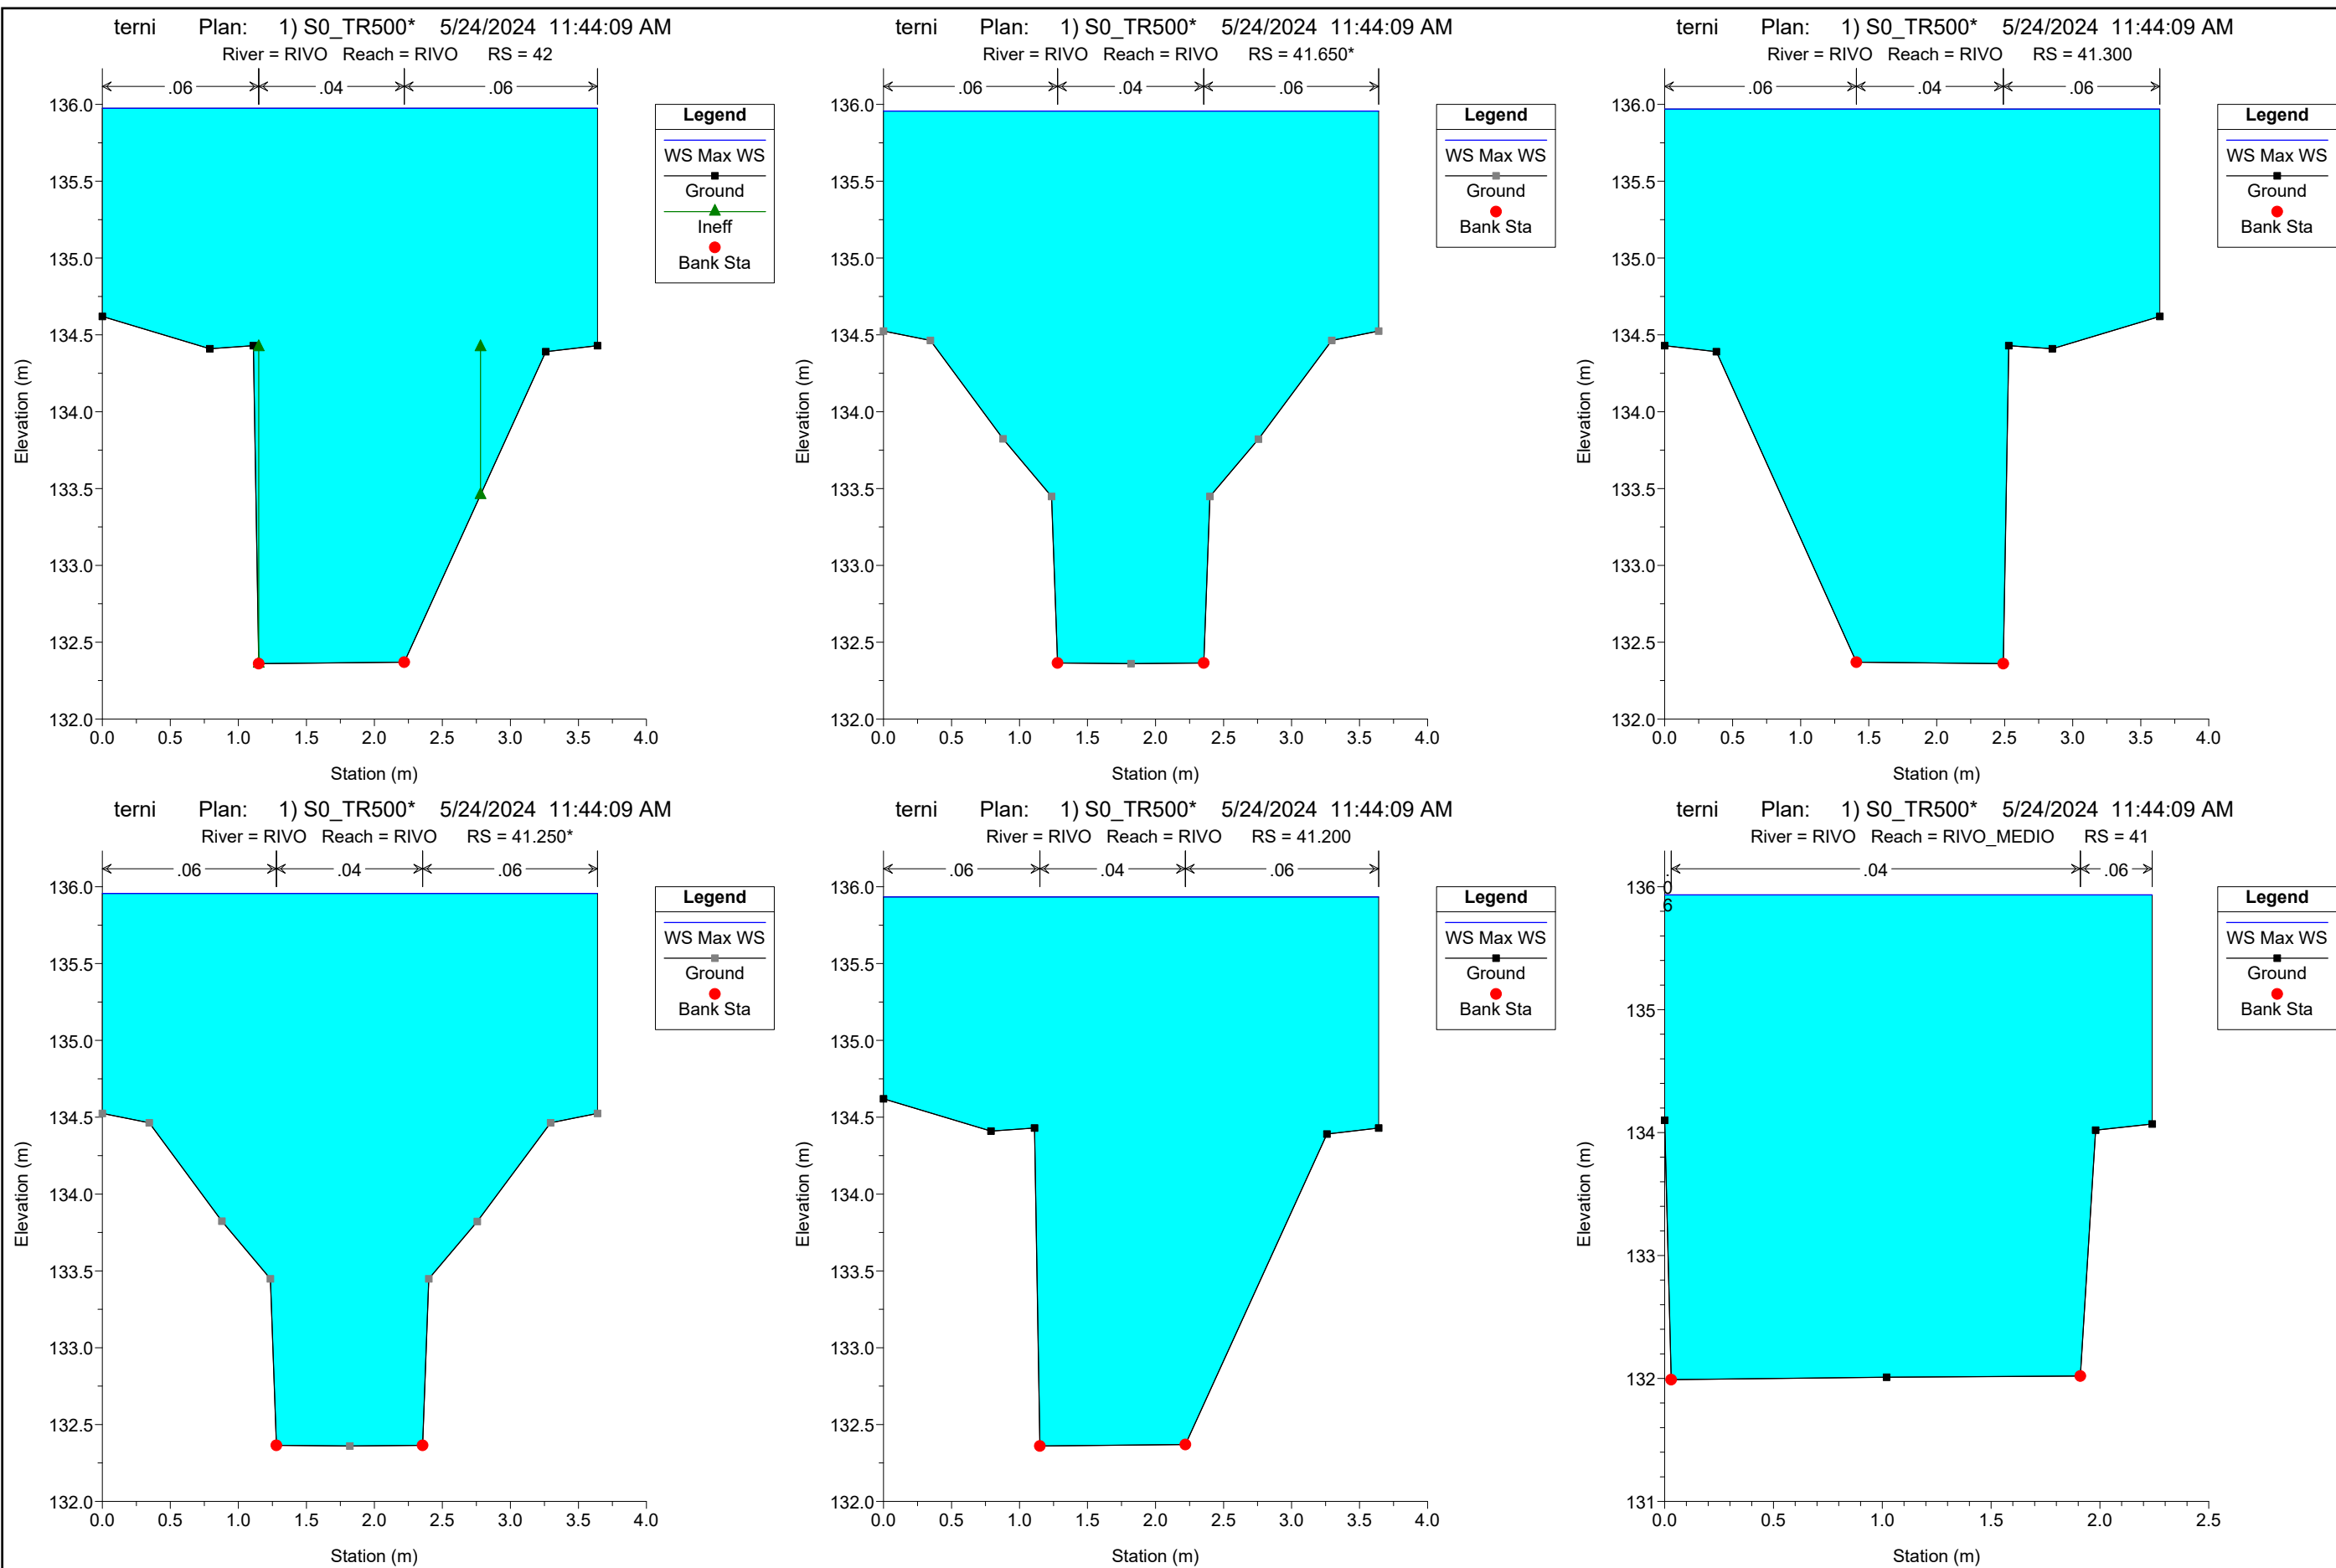 terni Plan: 1) S0_TR500* 5/24/2024 11:44:09 AM
River = RIVO Reach = RIVO RS = 42
.06 .04 .06
136.0
135.5
135.0
134.5
134.0
133.5
133.0
132.5
132.0
0.0 0.5 1.0 1.5 2.0 2.5 3.0 3.5 4.0
Station (m)
Elevation (m)
Legend
WS Max WS
Ground
Ineff
Bank Sta
terni Plan: 1) S0_TR500* 5/24/2024 11:44:09 AM
River = RIVO Reach = RIVO RS = 41.650*
.06 .04 .06
136.0
135.5
135.0
134.5
134.0
133.5
133.0
132.5
132.0
0.0 0.5 1.0 1.5 2.0 2.5 3.0 3.5 4.0
Station (m)
Elevation (m)
Legend
WS Max WS
Ground
Bank Sta
terni Plan: 1) S0_TR500* 5/24/2024 11:44:09 AM
River = RIVO Reach = RIVO RS = 41.300
.06 .04 .06
136.0
135.5
135.0
134.5
134.0
133.5
133.0
132.5
132.0
0.0 0.5 1.0 1.5 2.0 2.5 3.0 3.5 4.0
Station (m)
Elevation (m)
Legend
WS Max WS
Ground
Bank Sta
terni Plan: 1) S0_TR500* 5/24/2024 11:44:09 AM
River = RIVO Reach = RIVO RS = 41.250*
.06 .04 .06
136.0
135.5
135.0
134.5
134.0
133.5
133.0
132.5
132.0
0.0 0.5 1.0 1.5 2.0 2.5 3.0 3.5 4.0
Station (m)
Elevation (m)
Legend
WS Max WS
Ground
Bank Sta
terni Plan: 1) S0_TR500* 5/24/2024 11:44:09 AM
River = RIVO Reach = RIVO RS = 41.200
.06 .04 .06
136.0
135.5
135.0
134.5
134.0
133.5
133.0
132.5
132.0
0.0 0.5 1.0 1.5 2.0 2.5 3.0 3.5 4.0
Station (m)
Elevation (m)
Legend
WS Max WS
Ground
Bank Sta
terni Plan: 1) S0_TR500* 5/24/2024 11:44:09 AM
River = RIVO Reach = RIVO_MEDIO RS = 41
.
0
6
.04 .06
136
135
134
133
132
131
0.0 0.5 1.0 1.5 2.0 2.5
Station (m)
Elevation (m)
Legend
WS Max WS
Ground
Bank Sta